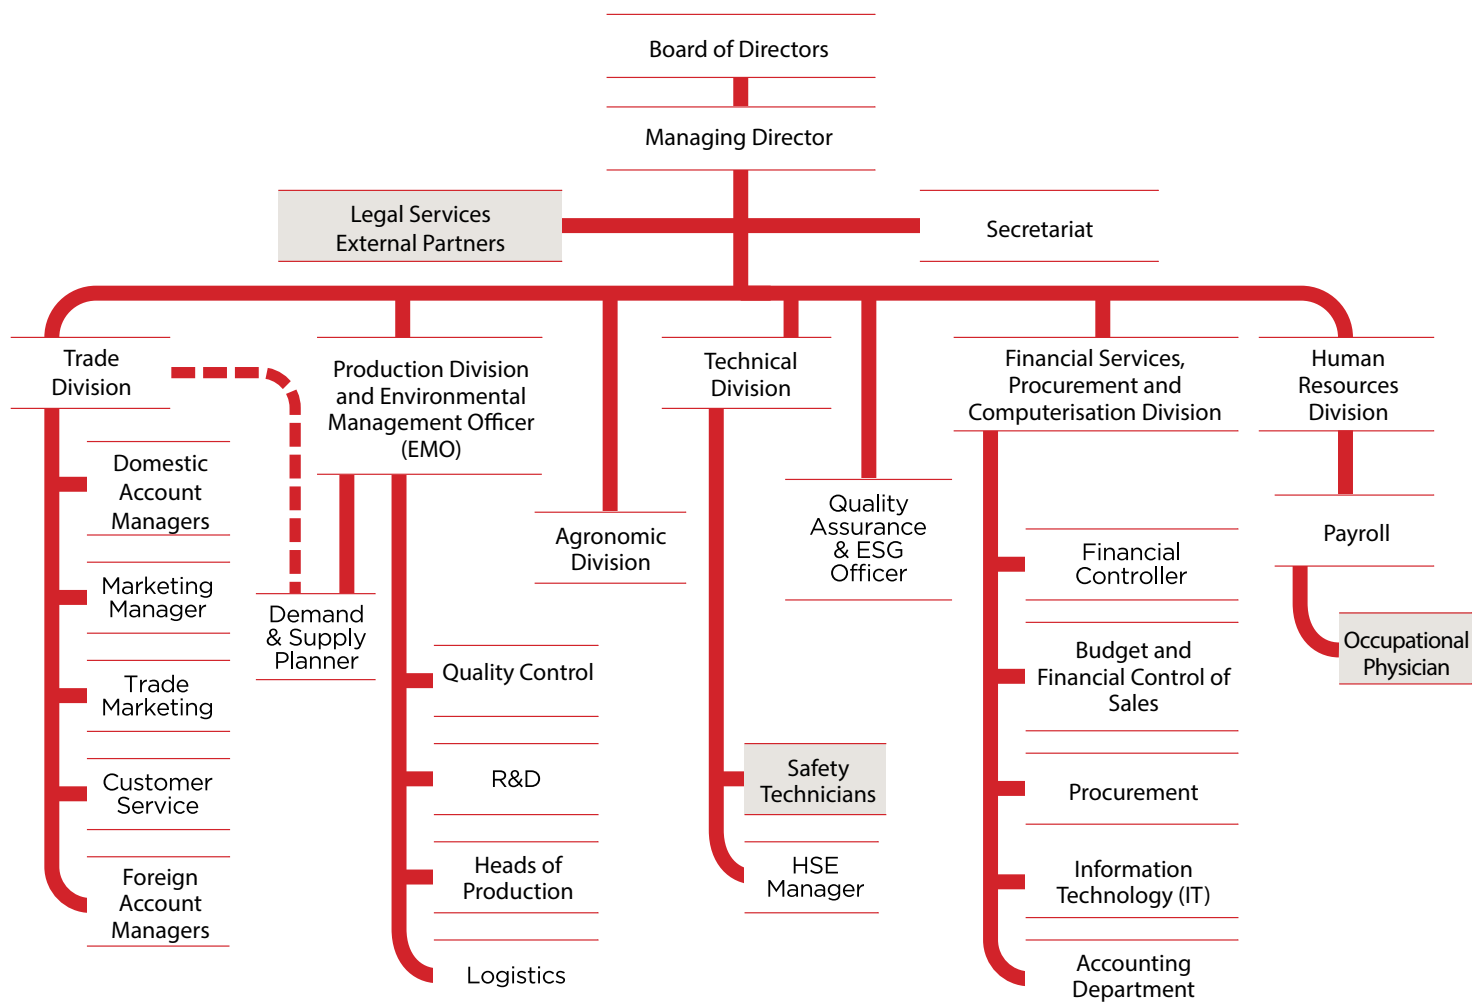 Board of Directors
Managing Director
Legal Services
External Partners
Secretariat
Trade
Division
Production Division
and Environmental
Management Officer
(EMO)
Technical
Division
Financial Services,
Procurement and
Computerisation Division
Human
Resources
Division
Domestic
Account
Managers
Marketing
Manager
Trade
Marketing
Customer
Service
Foreign
Account
Managers
Demand
& Supply
Planner
Quality Control
R&D
Heads of
Production
Logistics
Agronomic
Division
Safety
Technicians
HSE
Manager
Quality
Assurance
& ESG
Officer
Financial
Controller
Budget and
Financial Control of
Sales
Procurement
Information
Technology (IT)
Accounting
Department
Payroll
Occupational
Physician